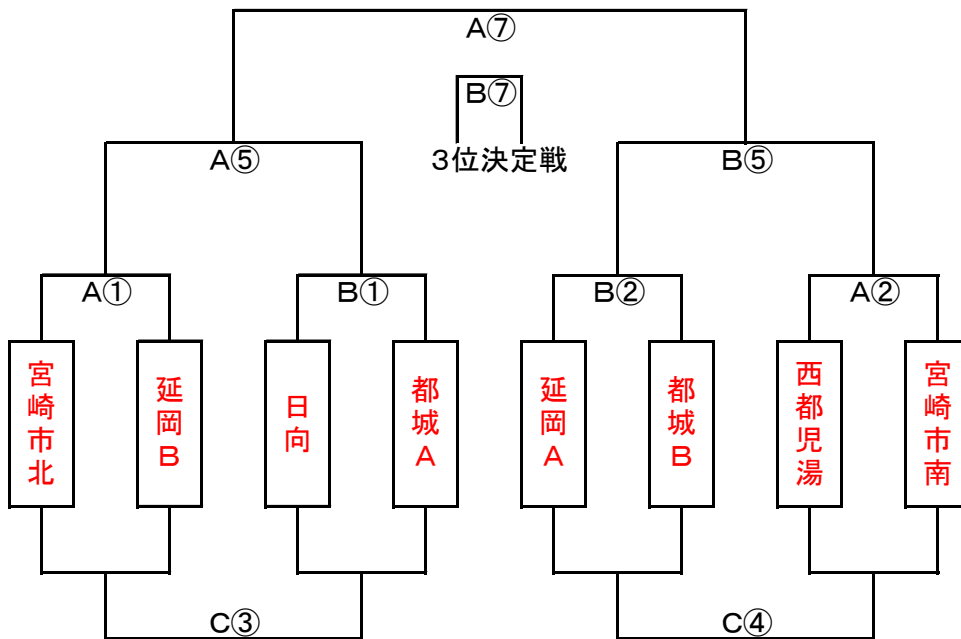 A⑦
B⑦
3位決定戦
A⑤
B⑤
A①
B①
B②
A②
宮崎市北
延岡B
日向
都城A
延岡A
都城B
西都児湯
宮崎市南
C③
C④